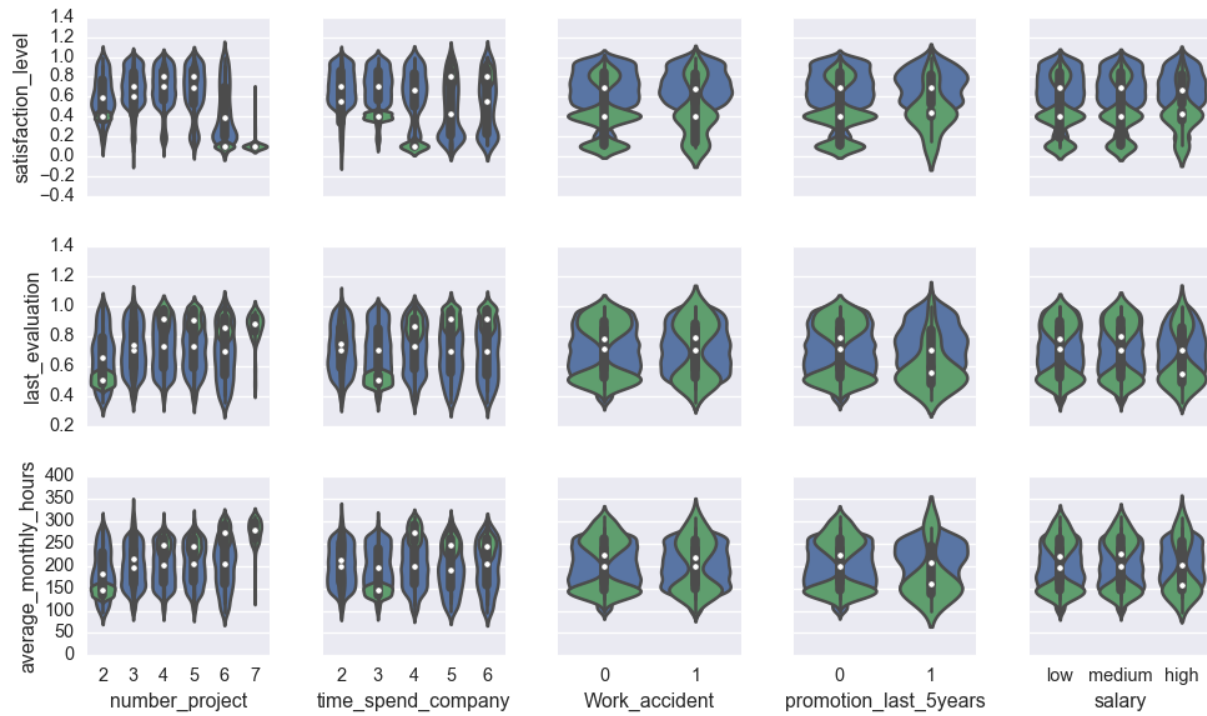 satisfaction_level
1.4
1.2
1.0
0.8
0.6
0.4
0.2
0.0
−0.2
−0.4
last_evaluation
1.4
1.2
1.0
0.8
0.6
0.4
0.2
average_monthly_hours
400
350
300
250
200
150
100
50
0
2 3 4 5 6 7
number_project
2 3 4 5 6
time_spend_company
0 1
Work_accident
0 1
promotion_last_5years
low medium high
salary